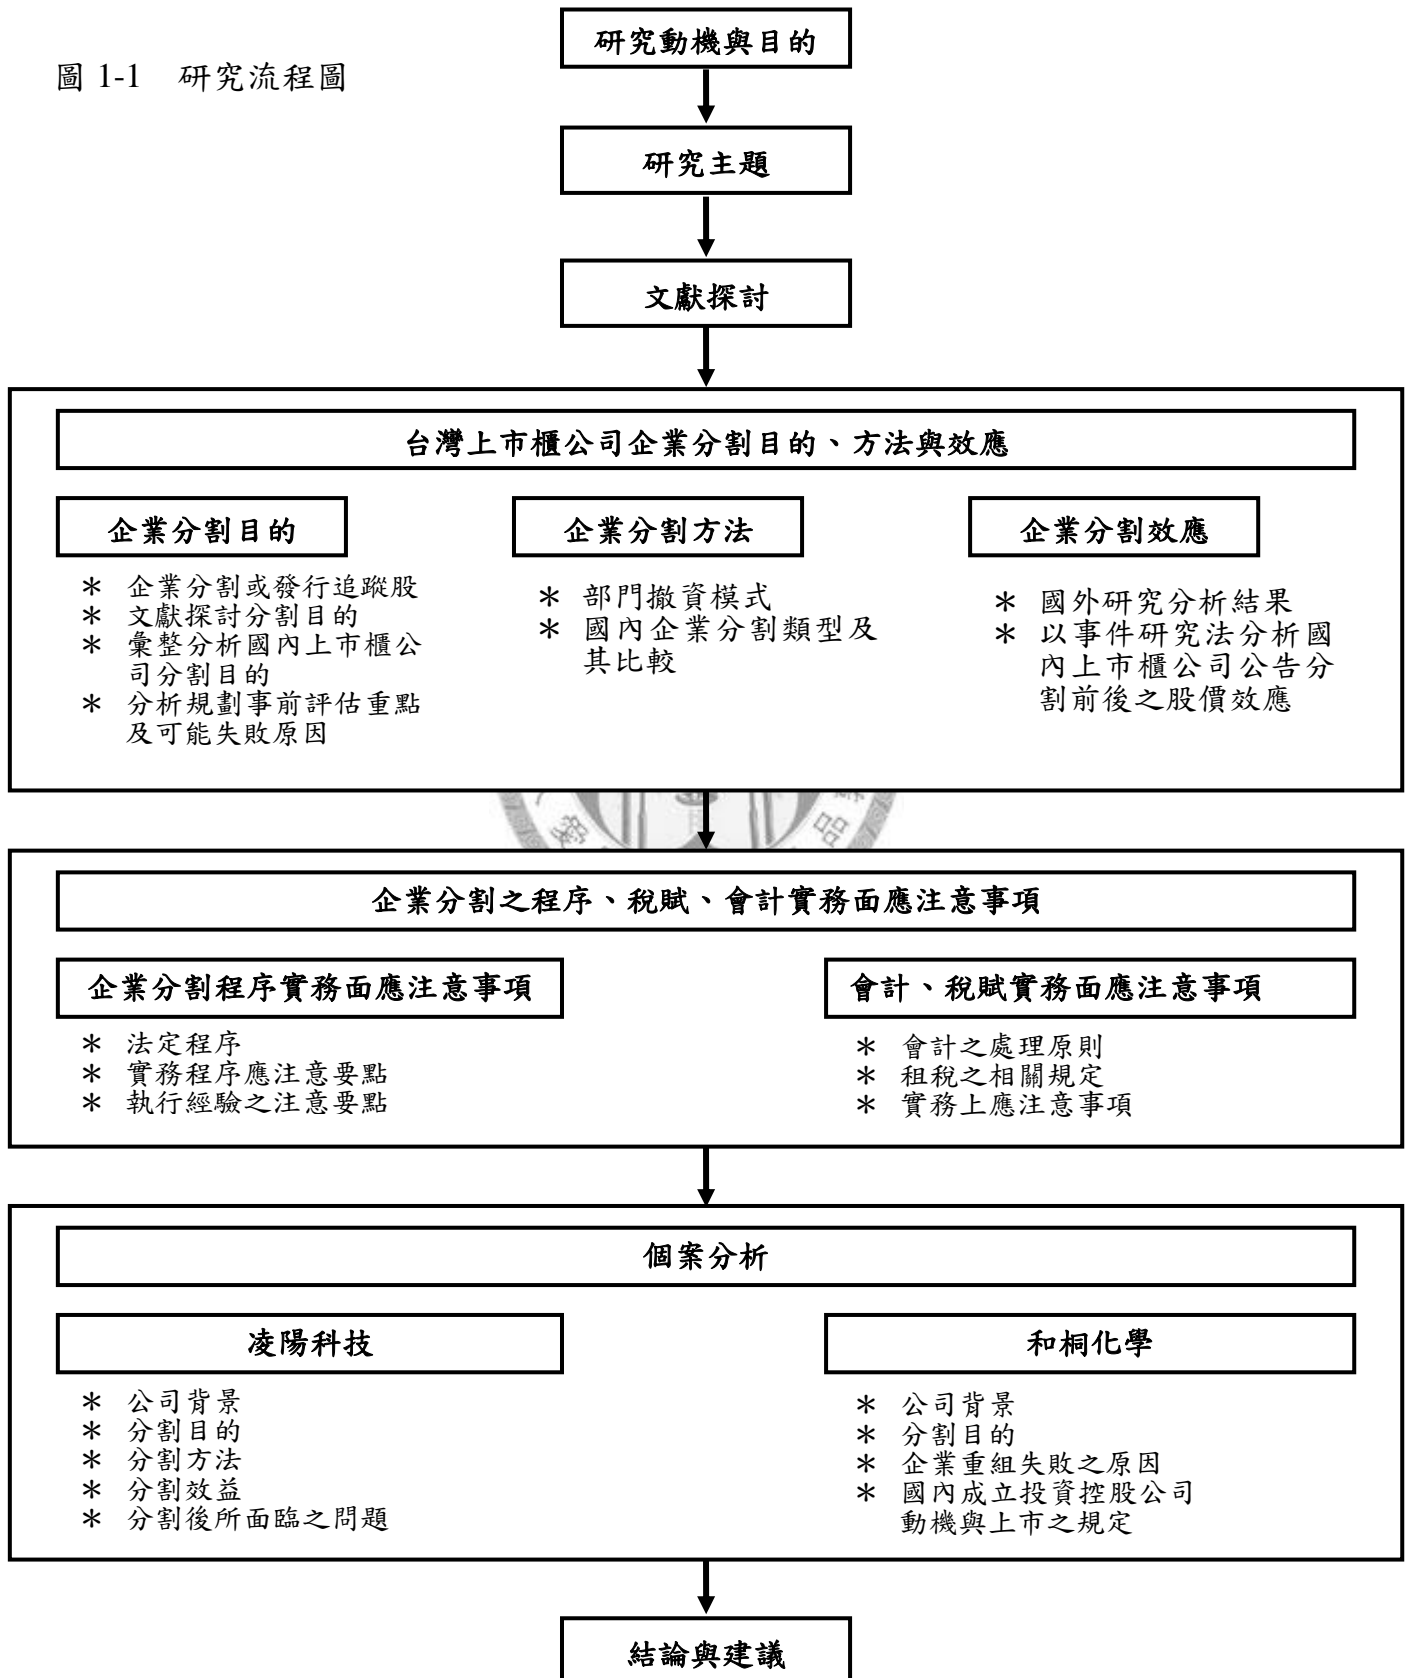 研究動機與目的
圖 1-1 研究流程圖
研究主題
文獻探討
台灣上市櫃公司企業分割目的、方法與效應
企業分割目的
＊ 企業分割或發行追蹤股
＊ 文獻探討分割目的
＊ 彙整分析國內上市櫃公
司分割目的
＊ 分析規劃事前評估重點
及可能失敗原因
企業分割方法
＊ 部門撤資模式
＊ 國內企業分割類型及
其比較
企業分割效應
＊ 國外研究分析結果
＊ 以事件研究法分析國
內上市櫃公司公告分
割前後之股價效應
企業分割之程序、稅賦、會計實務面應注意事項
企業分割程序實務面應注意事項
＊ 法定程序
＊ 實務程序應注意要點
＊ 執行經驗之注意要點
會計、稅賦實務面應注意事項
＊ 會計之處理原則
＊ 租稅之相關規定
＊ 實務上應注意事項
個案分析
凌陽科技
＊ 公司背景
＊ 分割目的
＊ 分割方法
＊ 分割效益
＊ 分割後所面臨之問題
和桐化學
＊ 公司背景
＊ 分割目的
＊ 企業重組失敗之原因
＊ 國內成立投資控股公司
動機與上市之規定
結論與建議